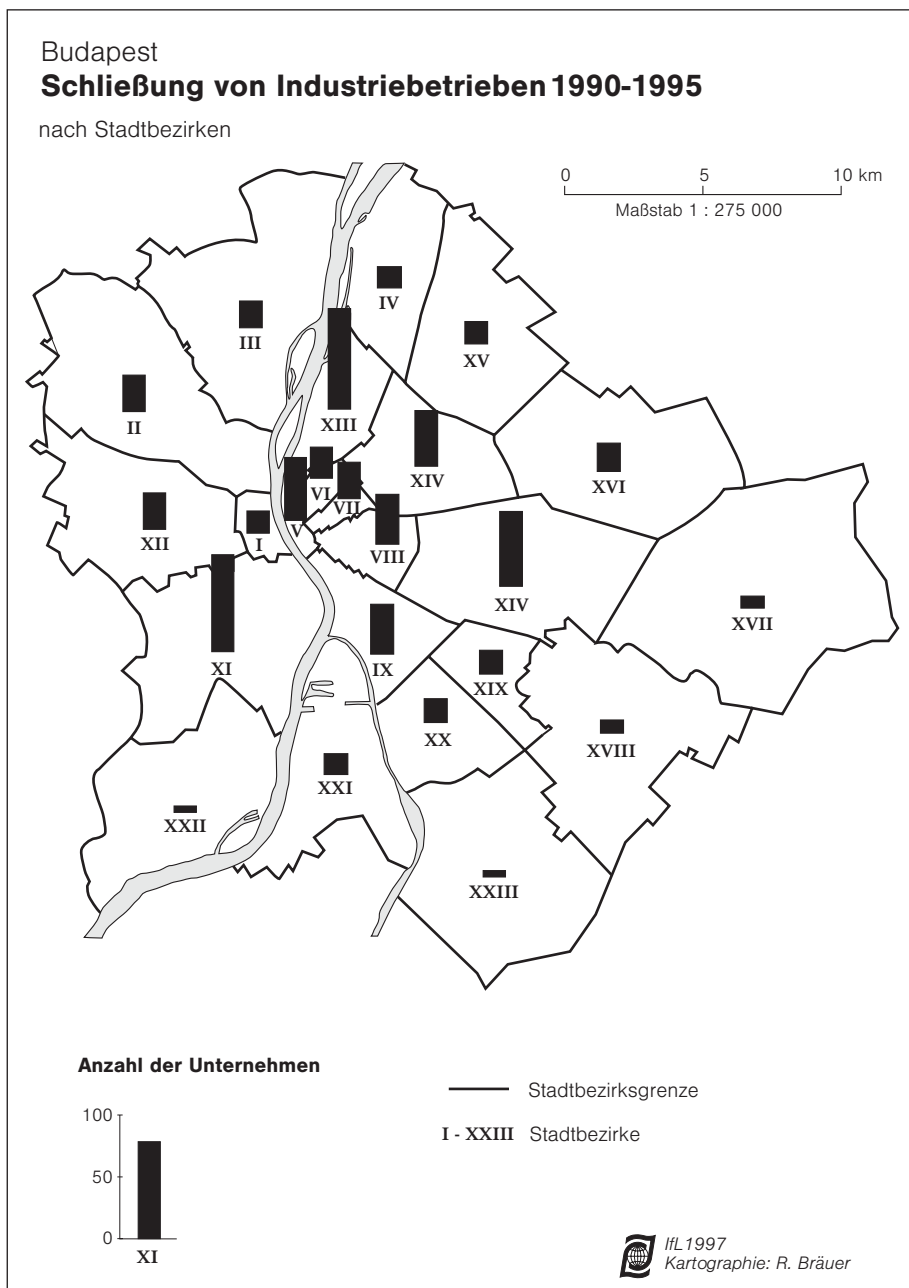 Budapest
Schließung von Industriebetrieben 1990-1995
nach Stadtbezirken
0 5 10 km
Maßstab 1 : 275 000
IV
III
XV
XIII
II
VI
XIV
XVI
VII
V
XII
I
VIII
XIV
XVII
XI
IX
XIX
XX
XVIII
XXI
XXII
XXIII
Anzahl der Unternehmen
100
50
0
XI
Stadtbezirksgrenze
I - XXIII Stadtbezirke
IfL1997
Kartographie: R. Bräuer